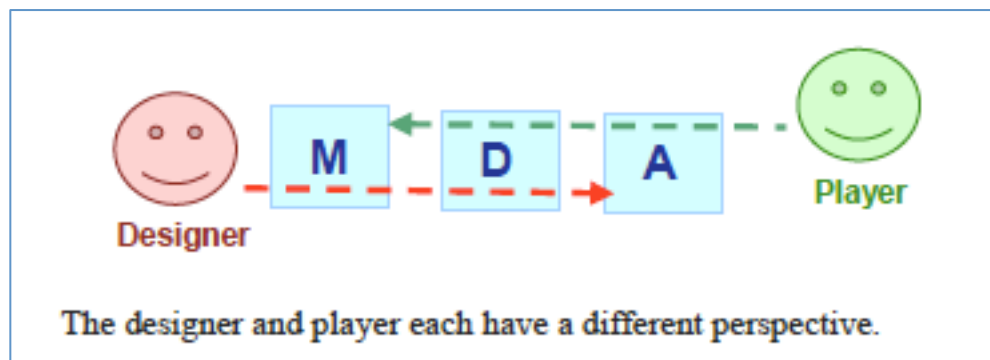 M
D
A
Designer
Player
The designer and player each have a different perspective.